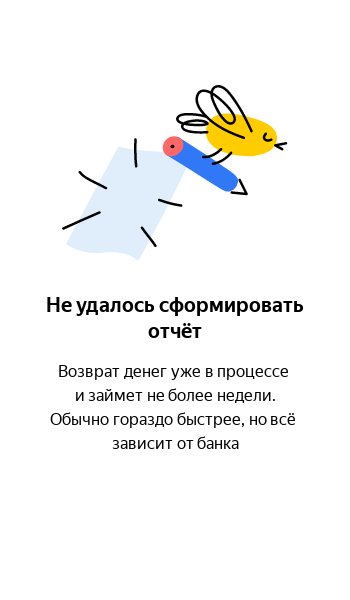 Не удалось сформировать
отчёт
Возврат денег уже в процессе
и займет не более недели.
Обычно гораздо быстрее, но всё
зависит от банка